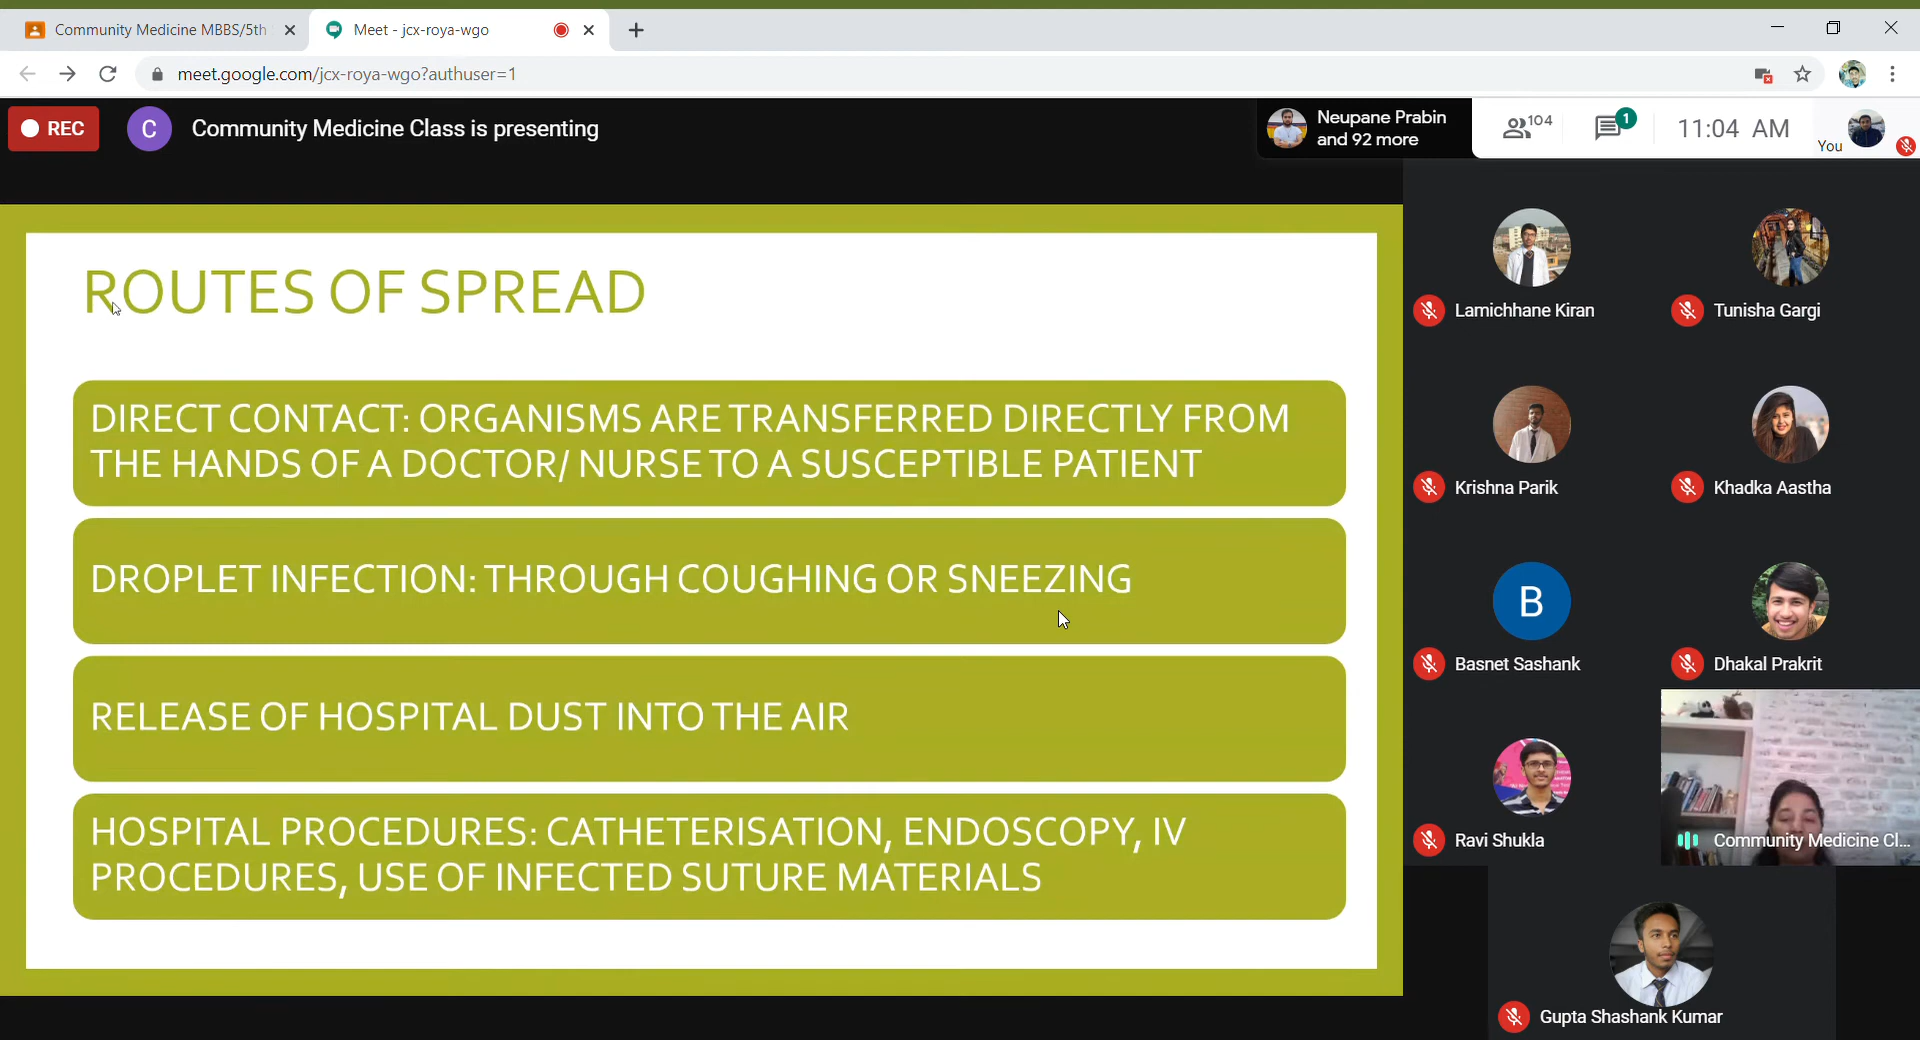 Community Medicine MBBS/5th
Meet - jcx-roya-wgo
meet.google.com/jcx-roya-wgo?authuser=1
REC
C
Community Medicine Class is presenting
Neupane Prabin
and 92 more
104
1
11:04 AM
You
ROUTES OF SPREAD
DIRECT CONTACT: ORGANISMS ARE TRANSFERRED DIRECTLY FROM
THE HANDS OF A DOCTOR/ NURSE TO A SUSCEPTIBLE PATIENT
DROPLET INFECTION: THROUGH COUGHING OR SNEEZING
RELEASE OF HOSPITAL DUST INTO THE AIR
HOSPITAL PROCEDURES: CATHETERISATION, ENDOSCOPY, IV
PROCEDURES, USE OF INFECTED SUTURE MATERIALS
Lamichhane Kiran
Tunisha Gargi
Krishna Parik
Khadka Aastha
B
Basnet Sashank
Dhakal Prakrit
Ravi Shukla
Community Medicine Cl...
Gupta Shashank Kumar